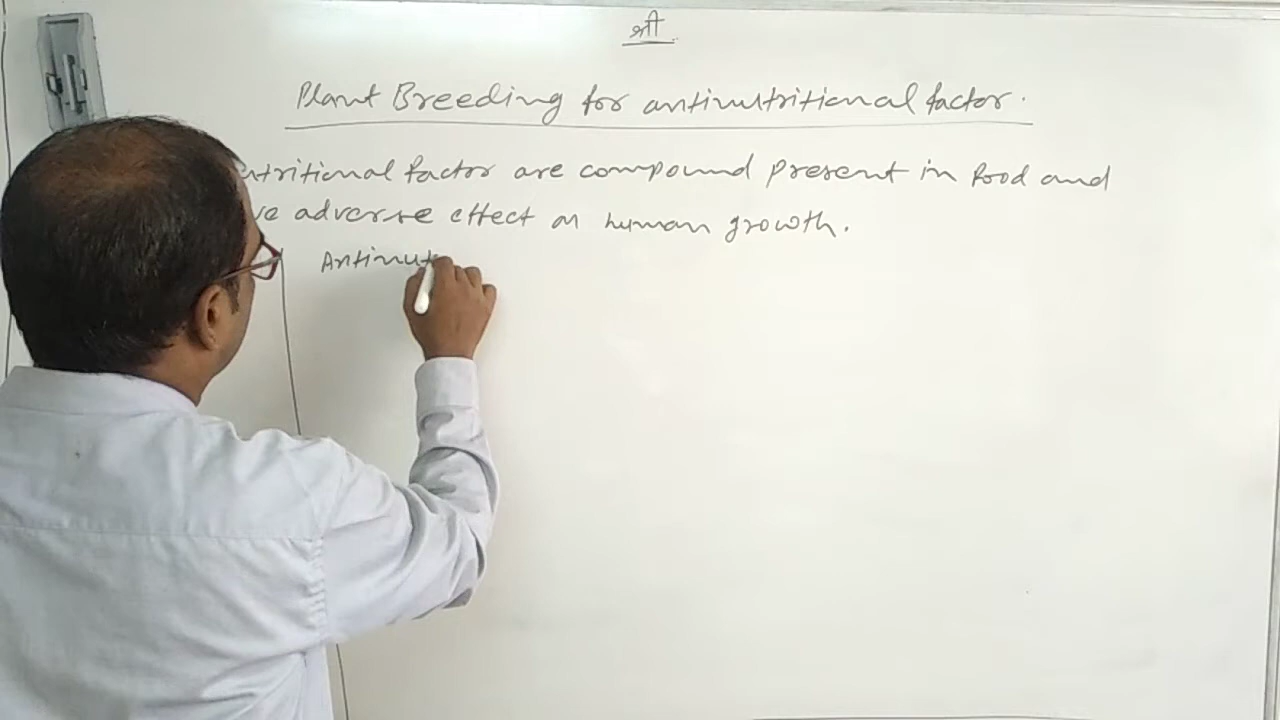 श्री
Plant Breeding for antinutritional factor.
utritional factor are compound present in food and
ve adverse effect on human growth.
Antinut